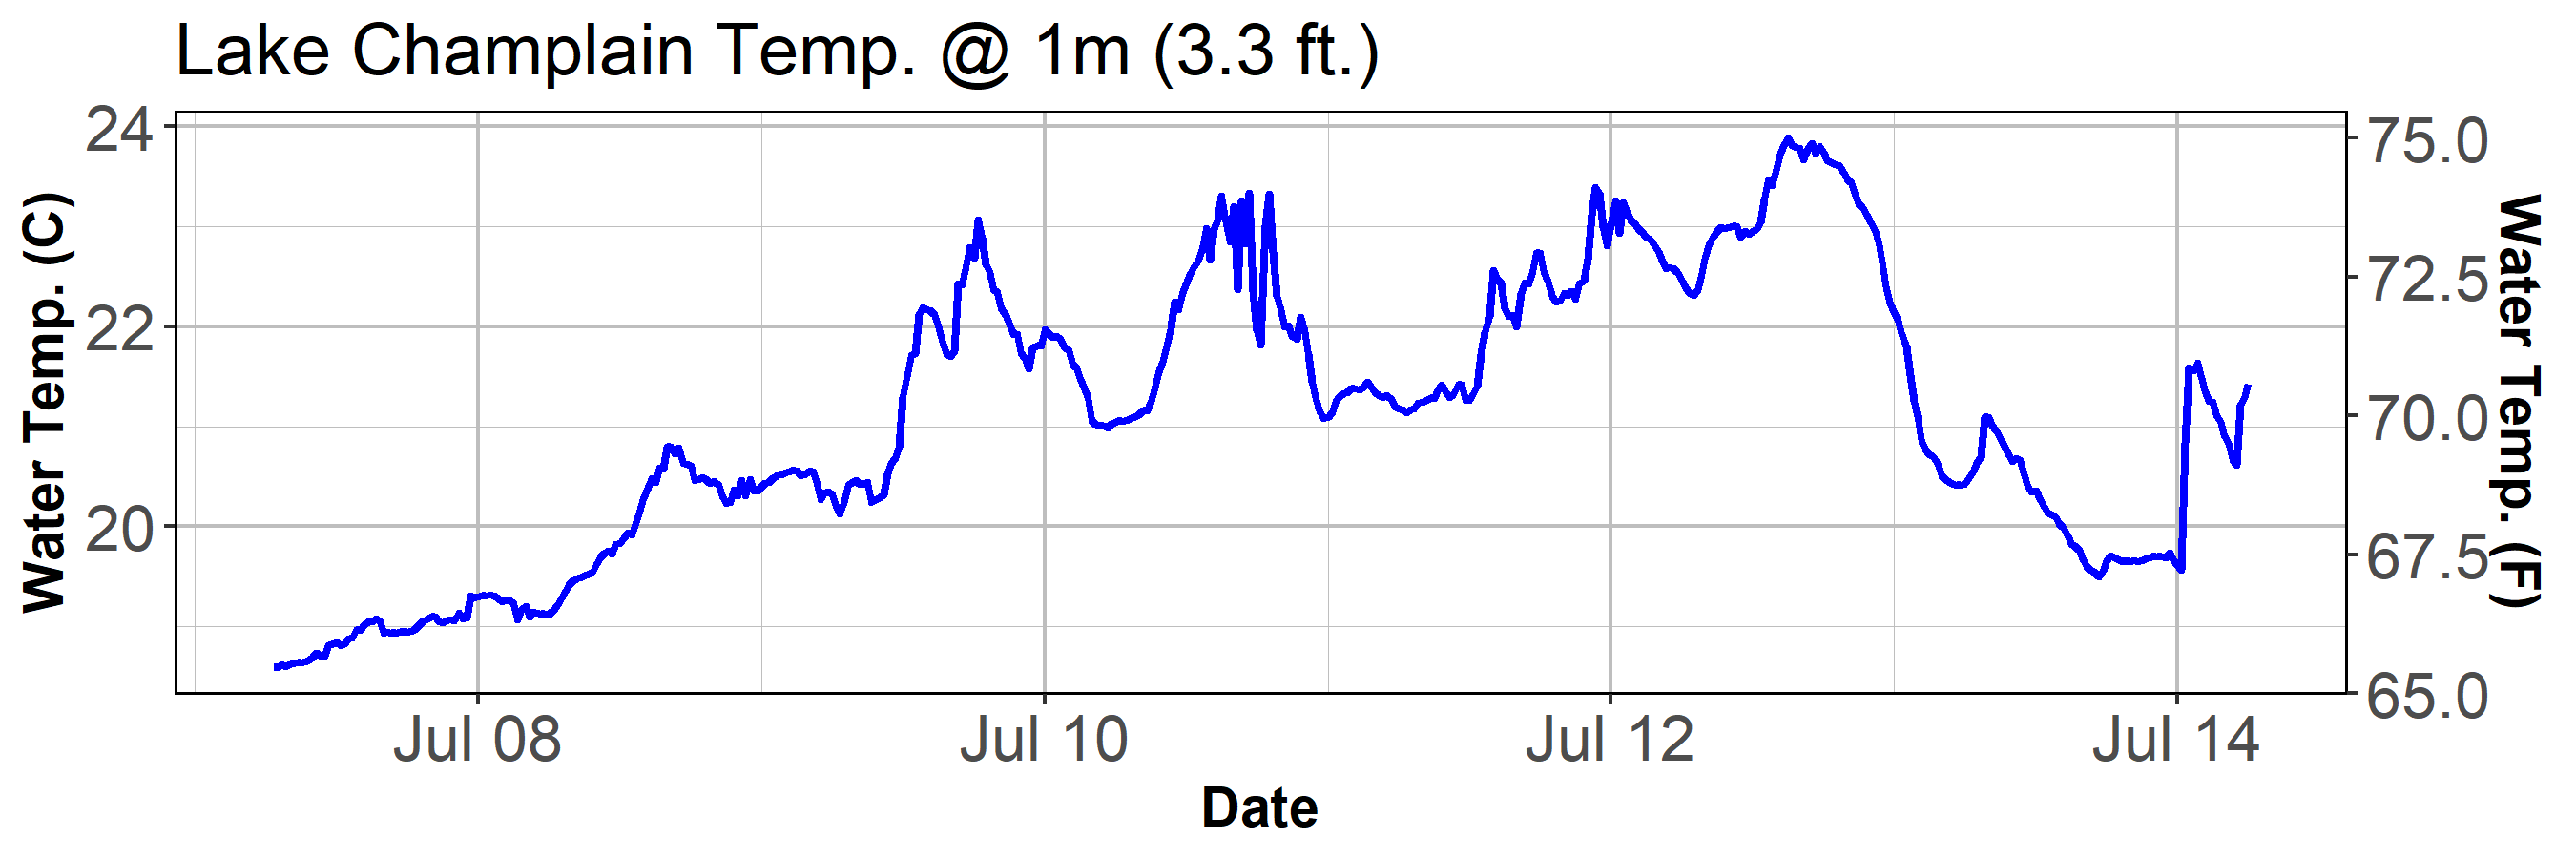 Lake Champlain Temp. @ 1m (3.3 ft.)
24
22
20
Water Temp. (C)
75.0
72.5
70.0
67.5
65.0
Water Temp. (F)
Jul 08 Jul 10 Jul 12 Jul 14
Date